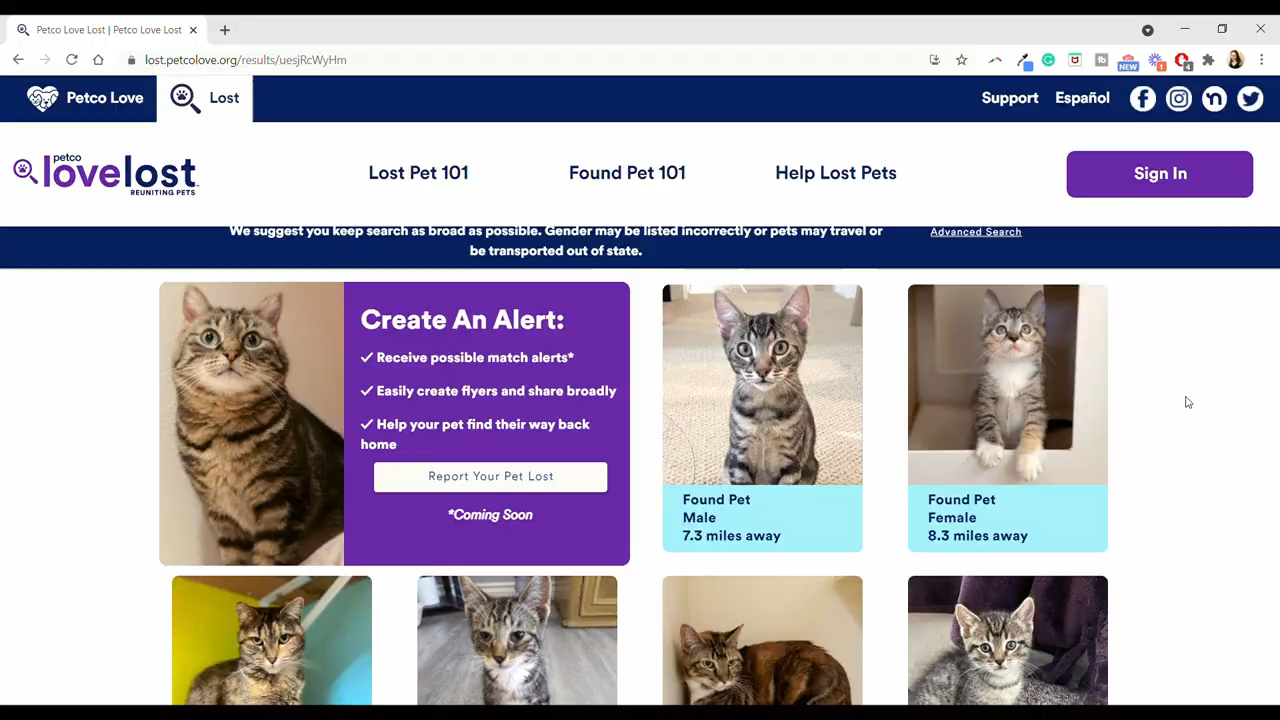 Petco Love Lost | Petco Love Lost
lost.petcolove.org/results/uesjRcWyHm
NEW
1
4
Petco Love
Lost
Support
Español
petco
lovelost
REUNITING PETS
Lost Pet 101
Found Pet 101
Help Lost Pets
Sign In
We suggest you keep search as broad as possible. Gender may be listed incorrectly or pets may travel or
be transported out of state.
Advanced Search
Create An Alert:
Receive possible match alerts*
Easily create flyers and share broadly
Help your pet find their way back
home
Report Your Pet Lost
*Coming Soon
Found Pet
Male
7.3 miles away
Found Pet
Female
8.3 miles away